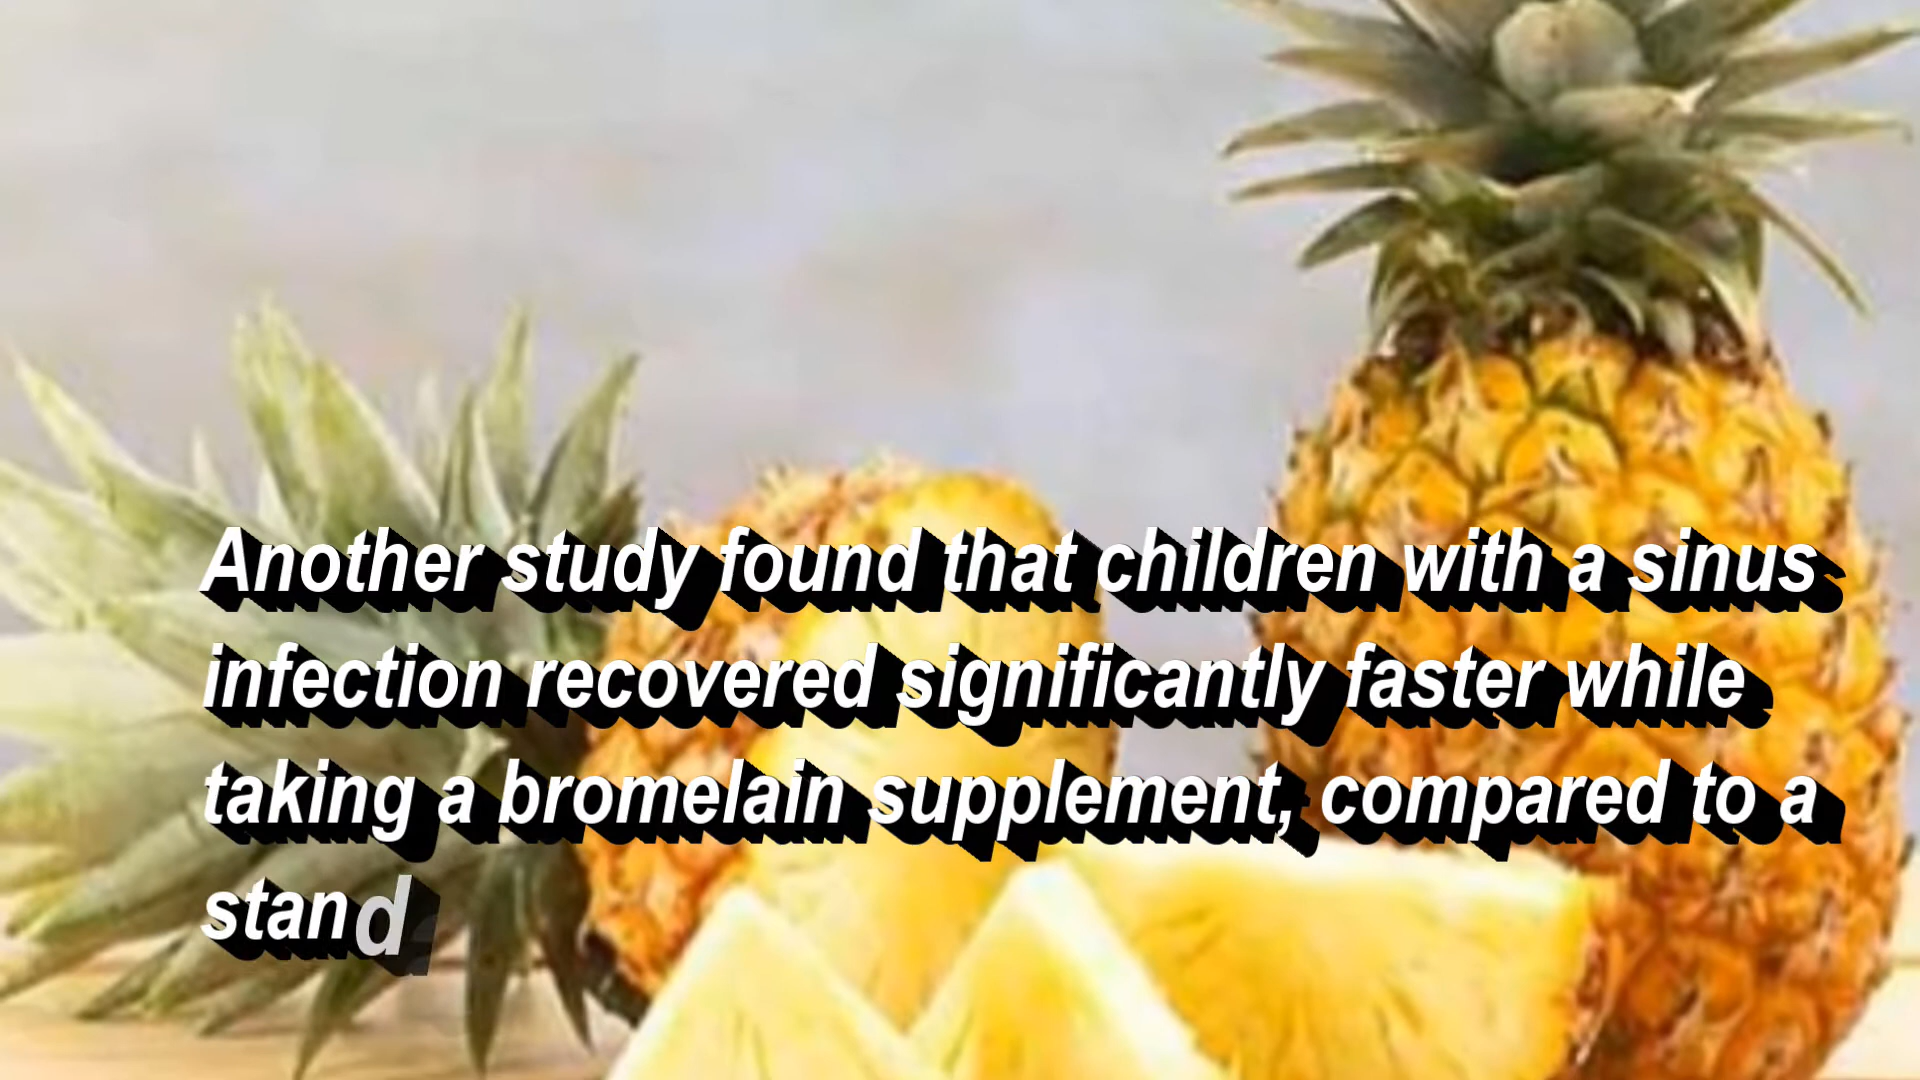 Another study found that children with a sinus
infection recovered significantly faster while
taking a bromelain supplement, compared to a
stand